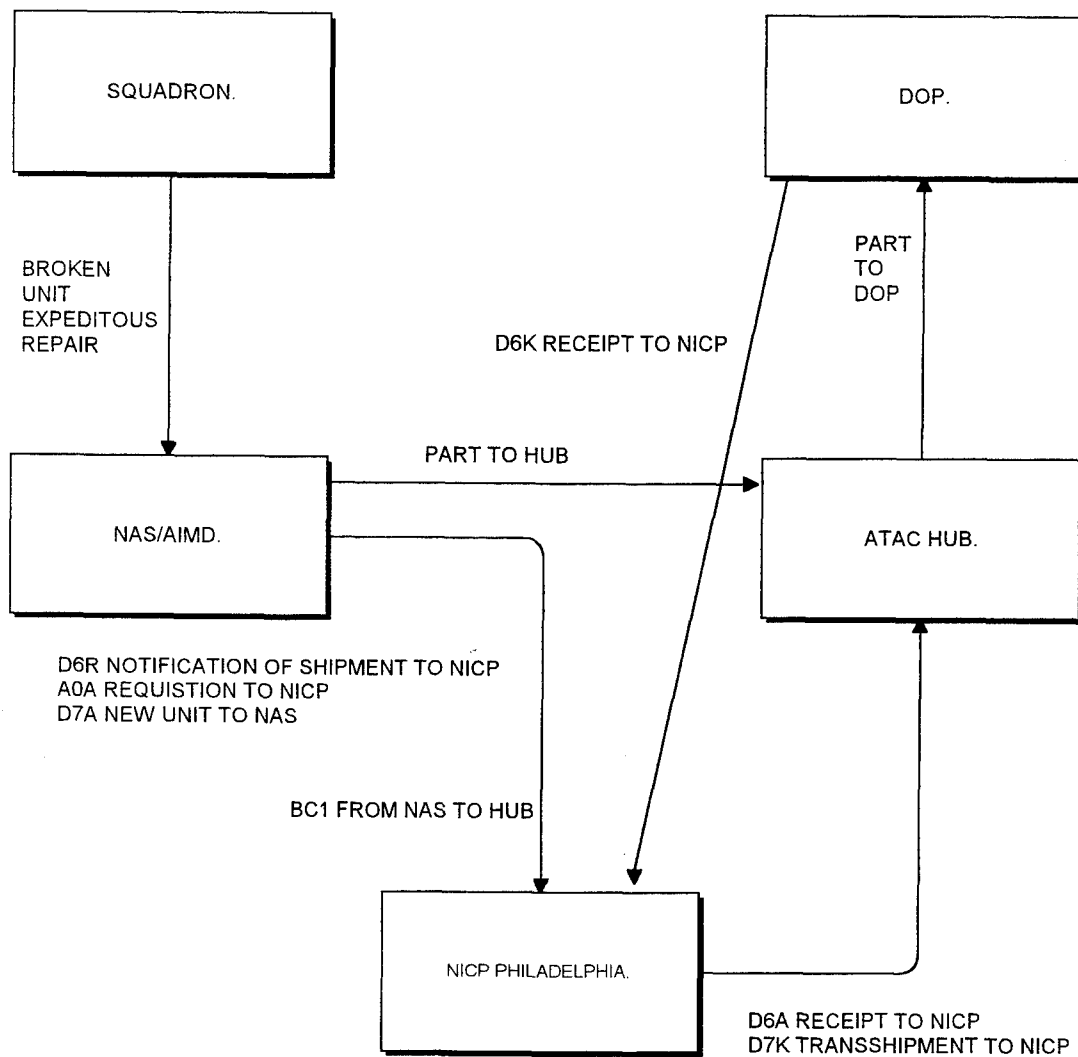 SQUADRON.
DOP.
BROKEN
UNIT
EXPEDITOUS
REPAIR
PART
TO
DOP
D6K RECEIPT TO NICP
PART TO HUB
NAS/AIMD.
ATAC HUB.
D6R NOTIFICATION OF SHIPMENT TO NICP
A0A REQUISTION TO NICP
D7A NEW UNIT TO NAS
BC1 FROM NAS TO HUB
NICP PHILADELPHIA.
D6A RECEIPT TO NICP
D7K TRANSSHIPMENT TO NICP